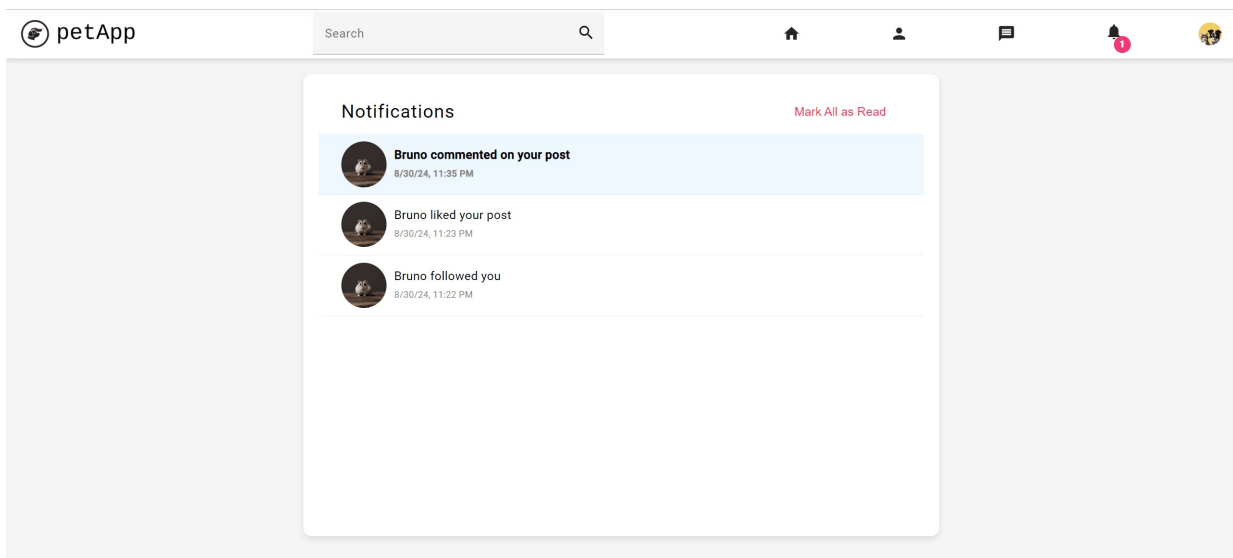 petApp
Search
1
Notifications
Mark All as Read
Bruno commented on your post
8/30/24, 11:35 PM
Bruno liked your post
8/30/24, 11:23 PM
Bruno followed you
8/30/24, 11:22 PM